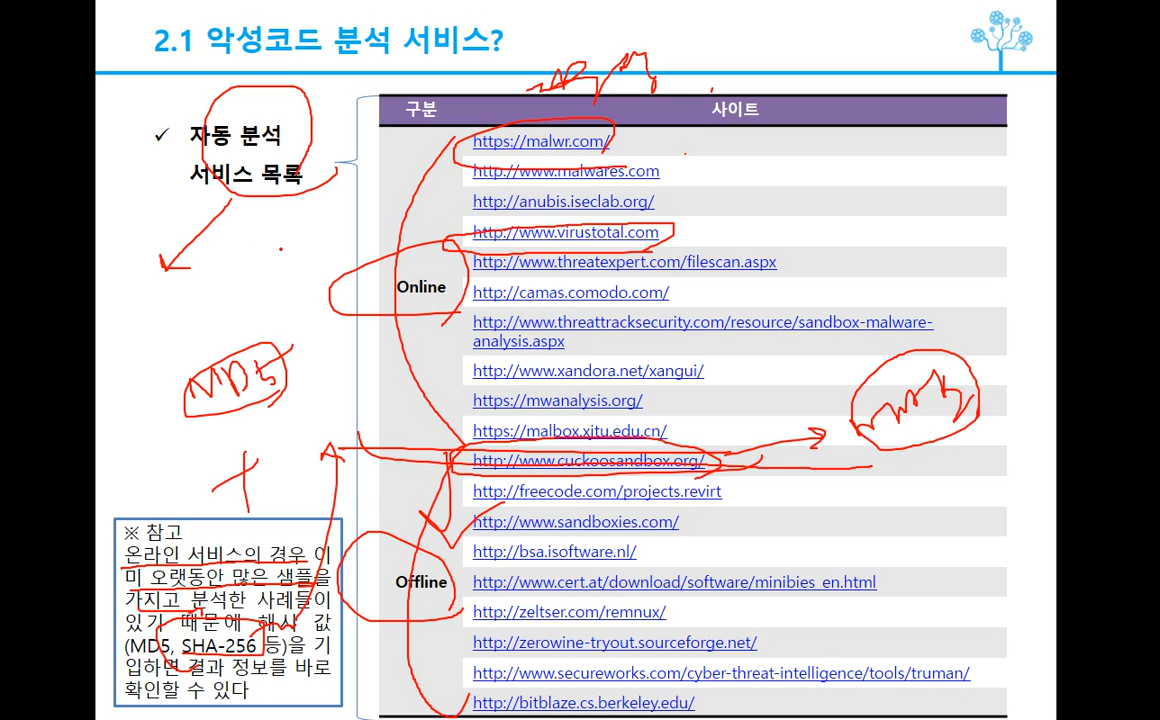 2.1 악성코드 분석 서비스?
✓ 자동 분석
서비스 목록
구분 사이트
Online
https://malwr.com/
http://www.malwares.com
http://anubis.iseclab.org/
http://www.virustotal.com
http://www.threatexpert.com/filescan.aspx
http://camas.comodo.com/
http://www.threattracksecurity.com/resource/sandbox-malware-
analysis.aspx
http://www.xandora.net/xangui/
https://mwanalysis.org/
https://malbox.xjtu.edu.cn/
Offline
http://www.cuckoosandbox.org/
http://freecode.com/projects.revirt
http://www.sandboxies.com/
http://bsa.isoftware.nl/
http://www.cert.at/download/software/minibies_en.html
http://zeltser.com/remnux/
http://zerowine-tryout.sourceforge.net/
http://www.secureworks.com/cyber-threat-intelligence/tools/truman/
http://bitblaze.cs.berkeley.edu/
MD5
※ 참고
온라인 서비스의 경우 이
미 오랫동안 많은 샘플을
가지고 분석한 사례들이
있기 때문에 해시 값
(MD5, SHA-256 등)을 기
입하면 결과 정보를 바로
확인할 수 있다